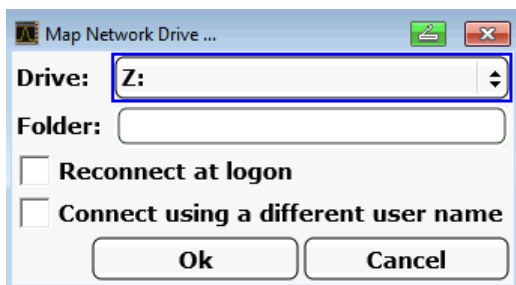 Map Network Drive ...
Drive: Z:
Folder:
Reconnect at logon
Connect using a different user name
Ok Cancel